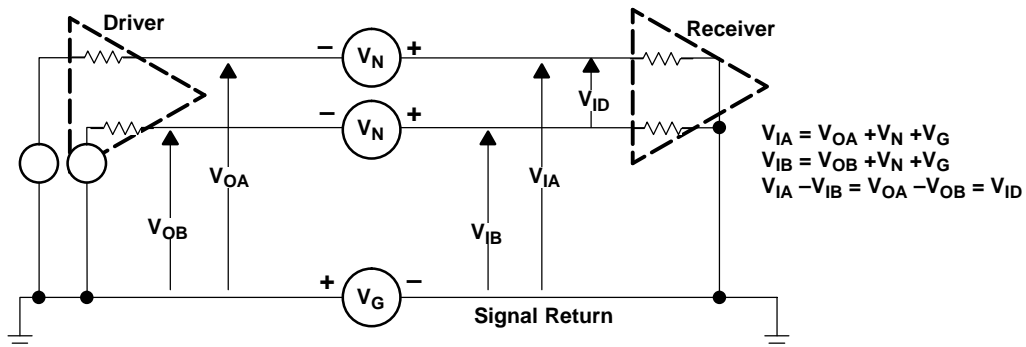 Driver
Receiver
– V_N +
V_ID
– V_N +
V_IA = V_OA +V_N +V_G
V_IB = V_OB +V_N +V_G
V_IA –V_IB = V_OA –V_OB = V_ID
V_OA
V_IA
V_OB
V_IB
+ V_G –
Signal Return